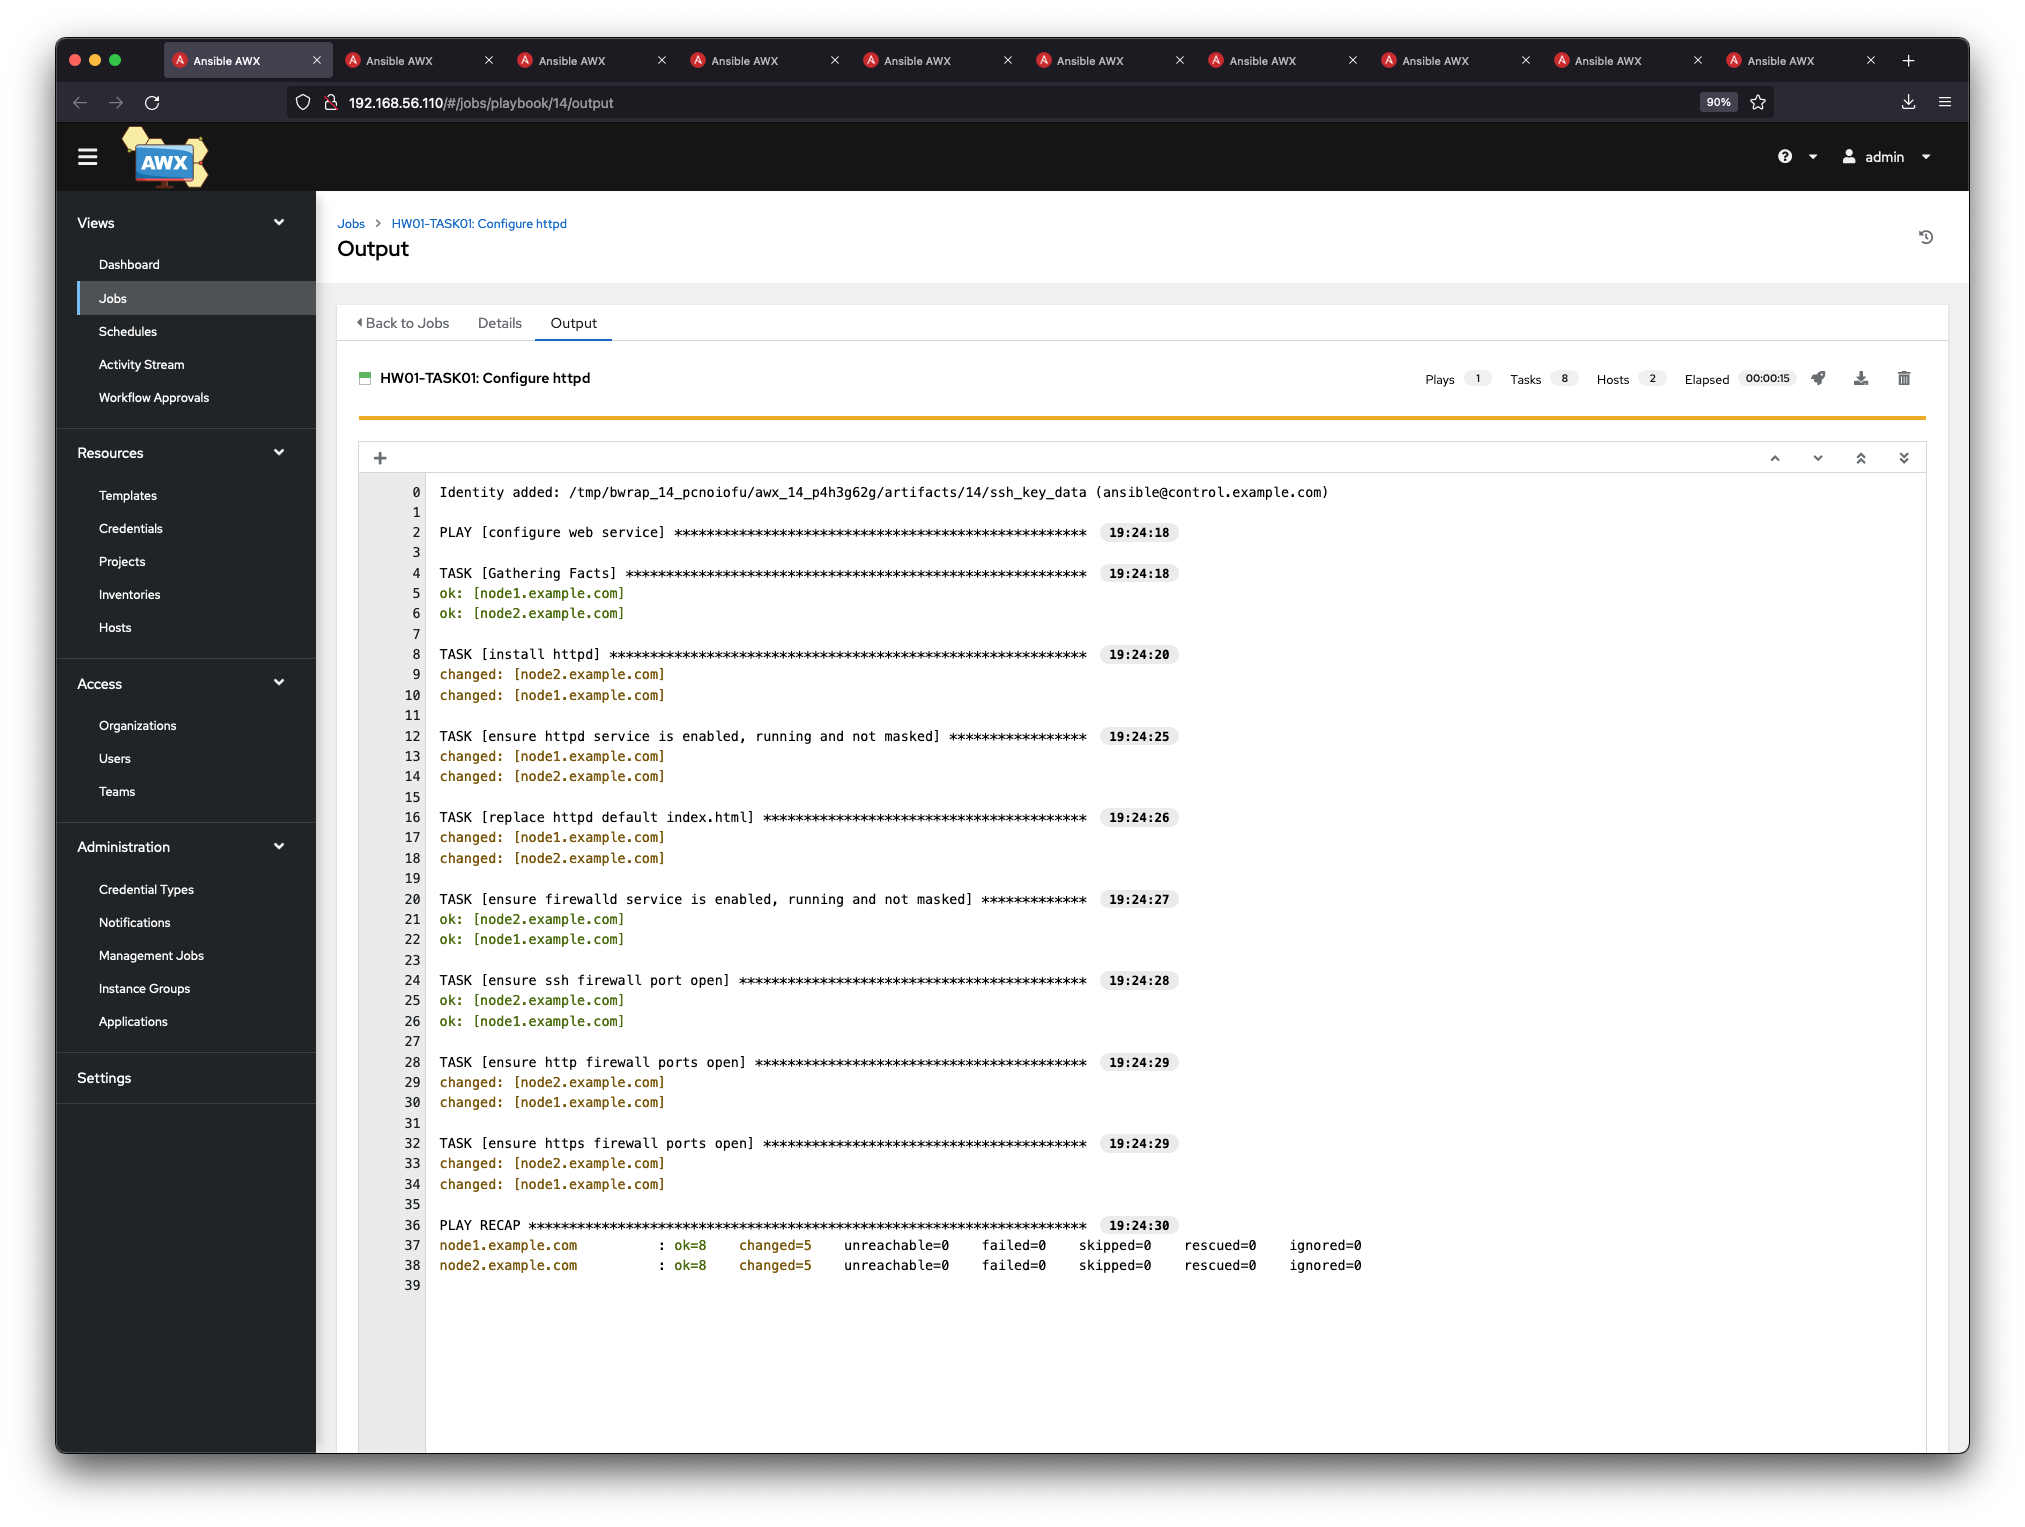 Ansible AWX Ansible AWX Ansible AWX Ansible AWX Ansible AWX Ansible AWX Ansible AWX Ansible AWX Ansible AWX Ansible AWX
192.168.56.110/#/jobs/playbook/14/output 90%
AWX admin
Views
Dashboard
Jobs
Schedules
Activity Stream
Workflow Approvals
Resources
Templates
Credentials
Projects
Inventories
Hosts
Access
Organizations
Users
Teams
Administration
Credential Types
Notifications
Management Jobs
Instance Groups
Applications
Settings
Jobs > HW01-TASK01: Configure httpd
Output
Back to Jobs Details Output
HW01-TASK01: Configure httpd Plays 1 Tasks 8 Hosts 2 Elapsed 00:00:15
0 Identity added: /tmp/bwrap_14_pcnoiofu/awx_14_p4h3g62g/artifacts/14/ssh_key_data (ansible@control.example.com)
1
2 PLAY [configure web service] *************************************************** 19:24:18
3
4 TASK [Gathering Facts] ********************************************************* 19:24:18
5 ok: [node1.example.com]
6 ok: [node2.example.com]
7
8 TASK [install httpd] *********************************************************** 19:24:20
9 changed: [node2.example.com]
10 changed: [node1.example.com]
11
12 TASK [ensure httpd service is enabled, running and not masked] ***************** 19:24:25
13 changed: [node1.example.com]
14 changed: [node2.example.com]
15
16 TASK [replace httpd default index.html] **************************************** 19:24:26
17 changed: [node1.example.com]
18 changed: [node2.example.com]
19
20 TASK [ensure firewalld service is enabled, running and not masked] ************* 19:24:27
21 ok: [node2.example.com]
22 ok: [node1.example.com]
23
24 TASK [ensure ssh firewall port open] ******************************************* 19:24:28
25 ok: [node2.example.com]
26 ok: [node1.example.com]
27
28 TASK [ensure http firewall ports open] ***************************************** 19:24:29
29 changed: [node2.example.com]
30 changed: [node1.example.com]
31
32 TASK [ensure https firewall ports open] **************************************** 19:24:29
33 changed: [node2.example.com]
34 changed: [node1.example.com]
35
36 PLAY RECAP ********************************************************************* 19:24:30
37 node1.example.com : ok=8 changed=5 unreachable=0 failed=0 skipped=0 rescued=0 ignored=0
38 node2.example.com : ok=8 changed=5 unreachable=0 failed=0 skipped=0 rescued=0 ignored=0
39